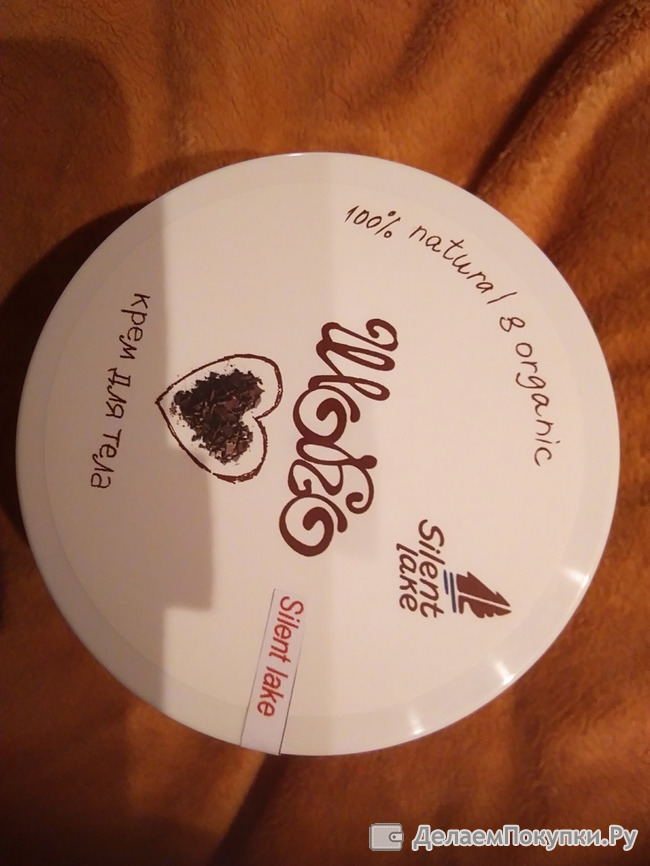 100% natural & organic
Silent
lake
Шоко
крем для тела
Silent lake
ДелаемПокупки.Ру